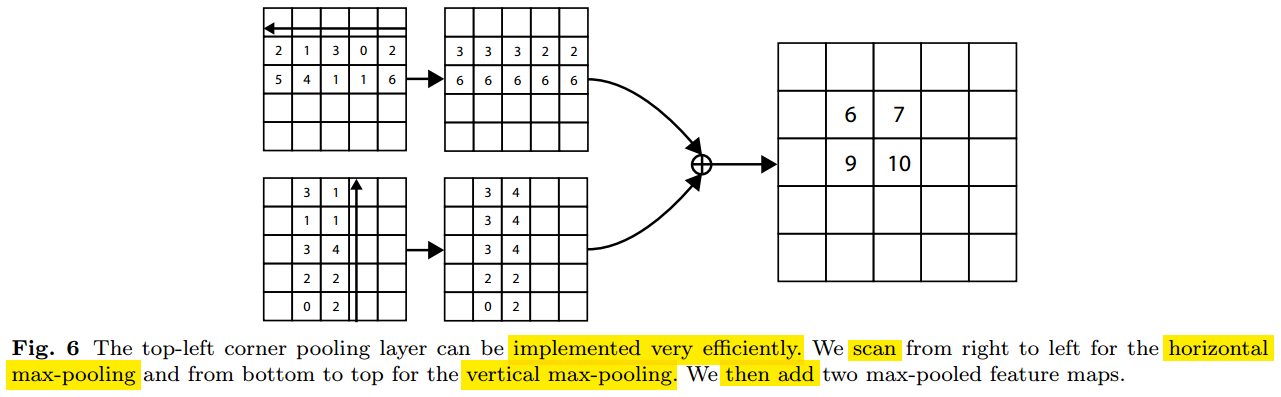 2 1 3 0 2
5 4 1 1 6
3 3 3 2 2
6 6 6 6 6
3 1
1 1
3 4
2 2
0 2
3 4
3 4
3 4
2 2
0 2
6 7
9 10
Fig. 6 The top-left corner pooling layer can be implemented very efficiently. We scan from right to left for the horizontal
max-pooling and from bottom to top for the vertical max-pooling. We then add two max-pooled feature maps.